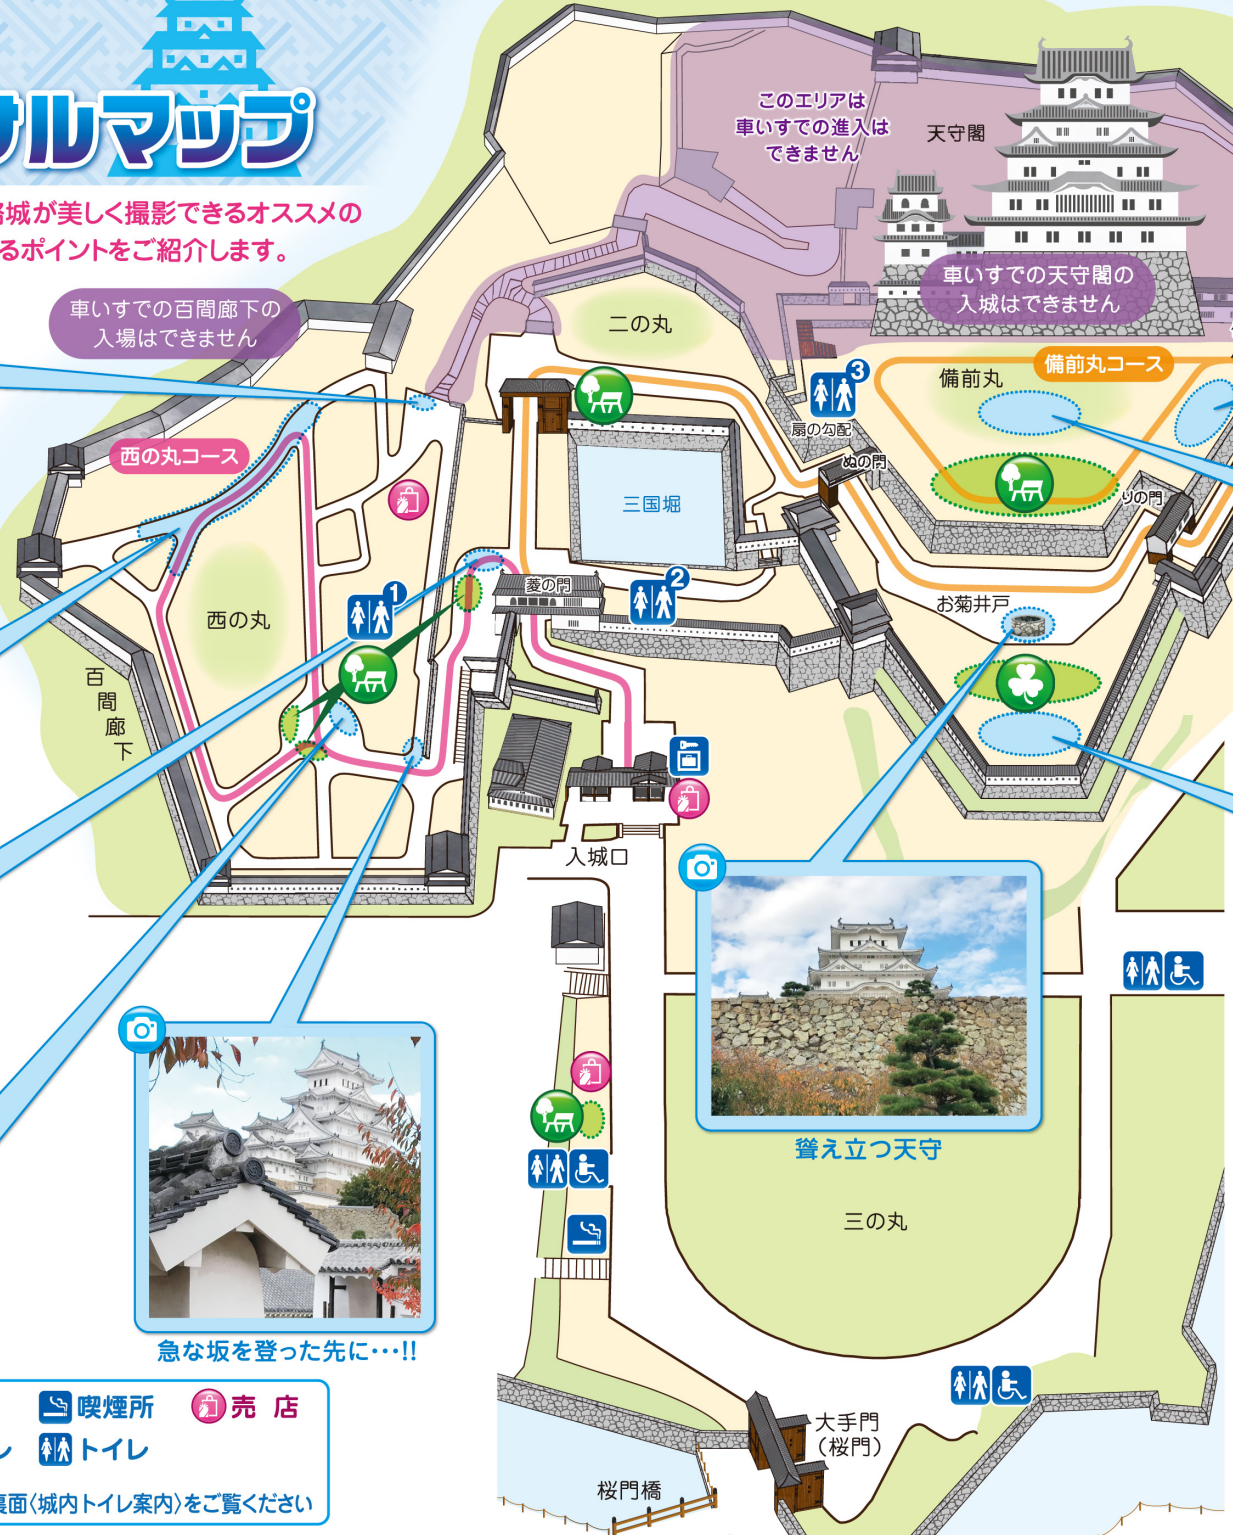 サルマップ
路城が美しく撮影できるオススメの
るポイントをご紹介します。
このエリアは
車いすでの進入は
できません
天守閣
車いすでの天守閣の
入城はできません
車いすでの百間廊下の
入場はできません
二の丸
備前丸
備前丸コース
3
扇の勾配
ぬの門
りの門
西の丸コース
三国堀
菱の門
2
1
西の丸
お菊井戸
百間廊下
入城口
聳え立つ天守
三の丸
急な坂を登った先に・・・!!
喫煙所
売 店
レ
トイレ
裏面〈城内トイレ案内〉をご覧ください
大手門
（桜門）
桜門橋